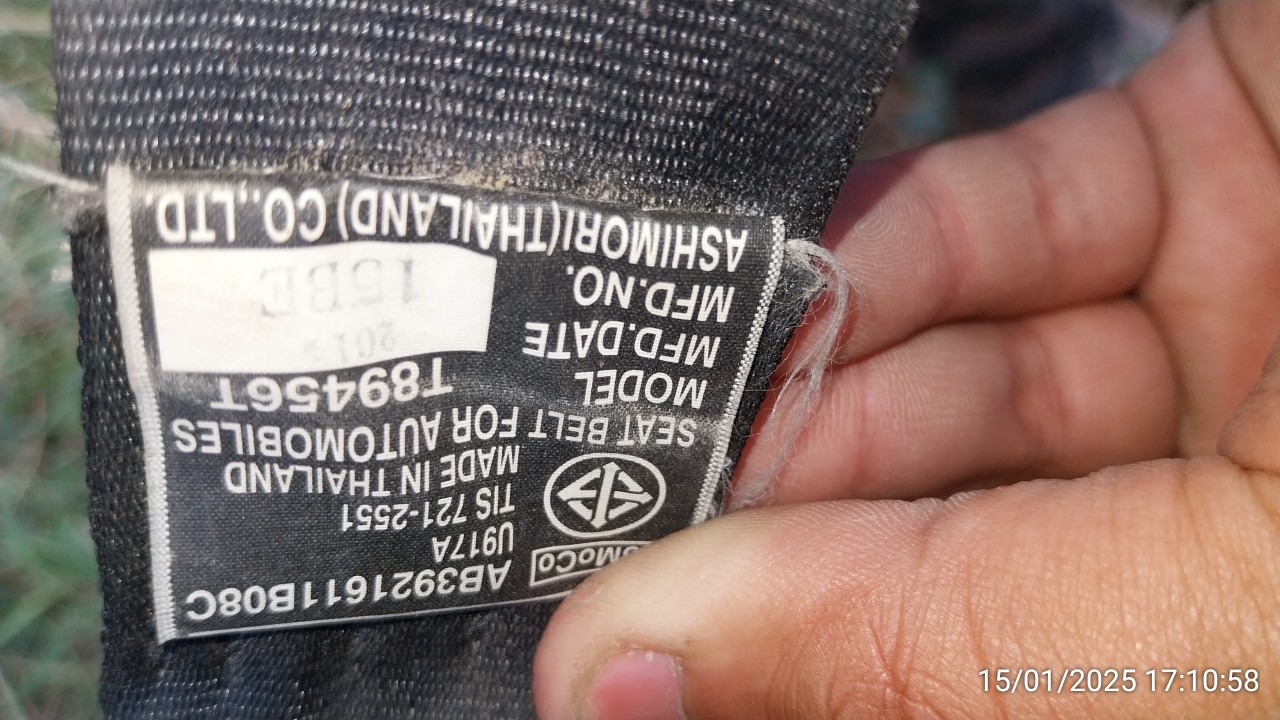 AB3921611B08C
U917A
TIS 721-2551
MADE IN THAILAND
SEAT BELT FOR AUTOMOBILES
MODEL T89456T
MFD.DATE
MFD.NO. 15BE
ASHIMORI(THAILAND) CO.,LTD.
15/01/2025 17:10:58